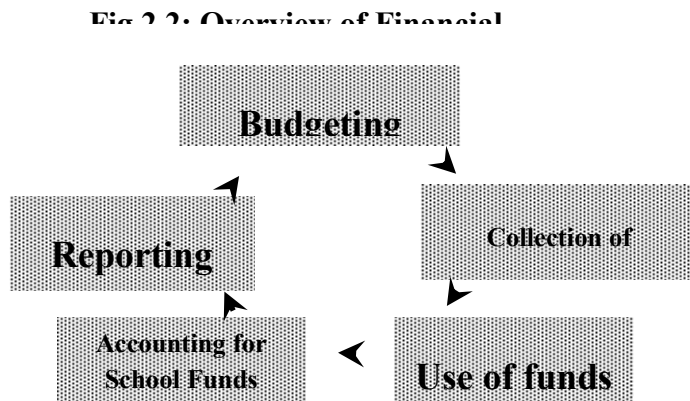 Fig 2.2: Overview of Financial
Budgeting
Collection of
Use of funds
Accounting for
School Funds
Reporting